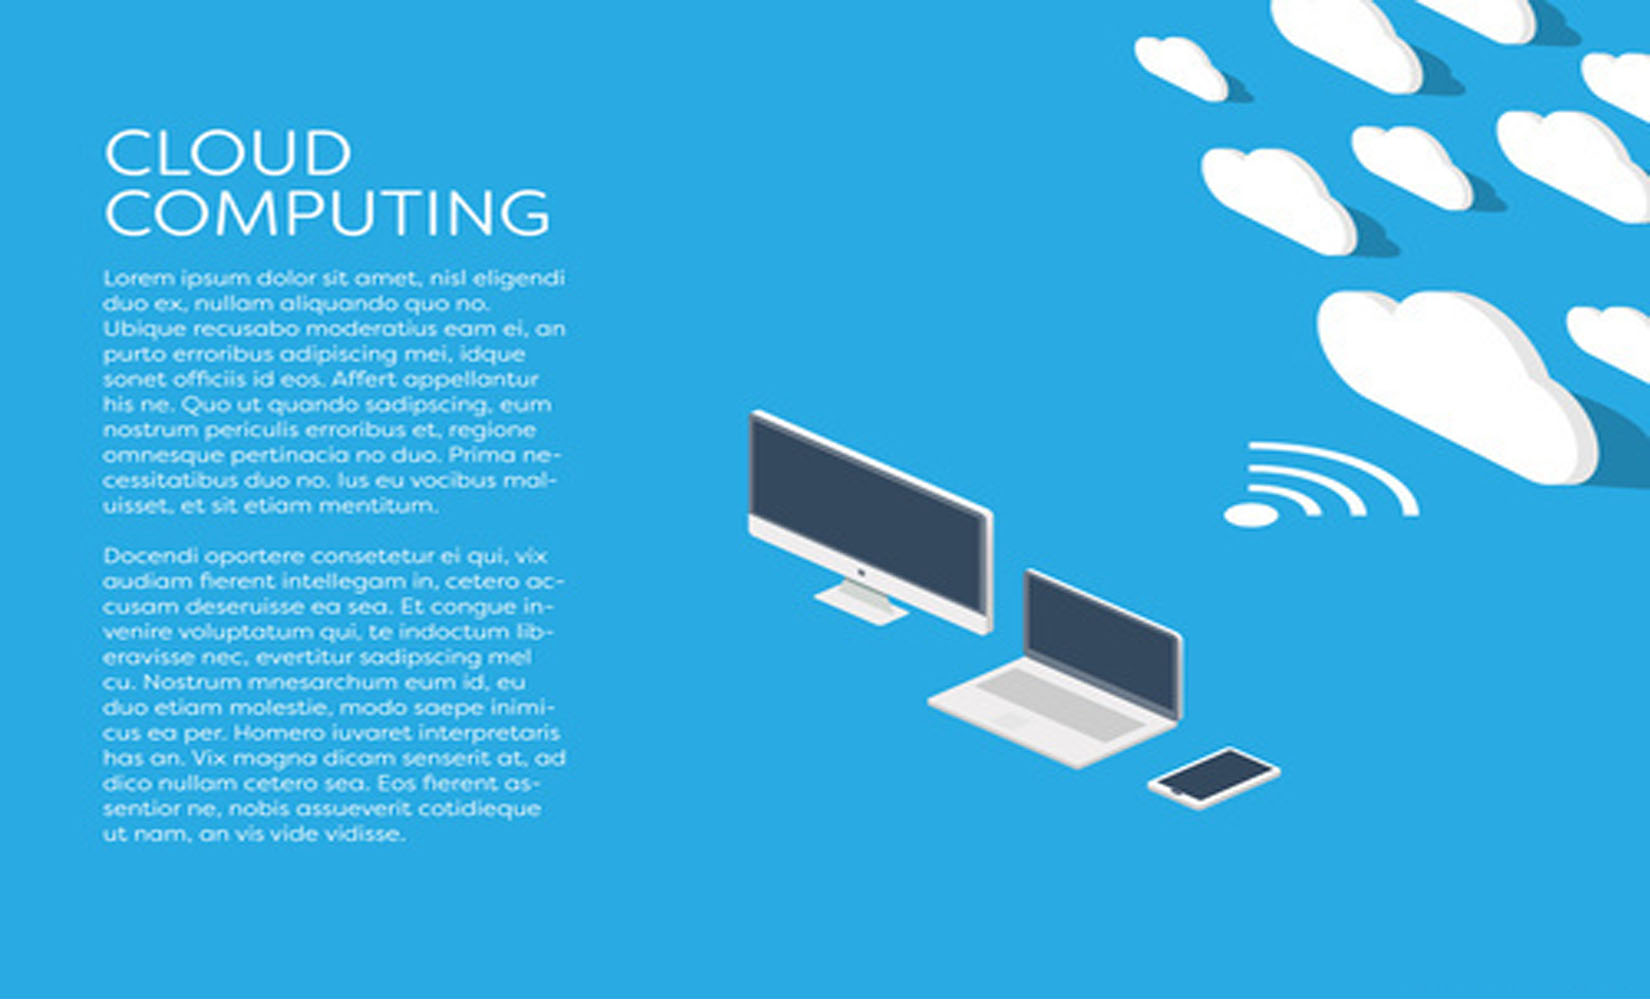 CLOUD
COMPUTING
Lorem ipsum dolor sit amet, nisl eligendi
duo ex, nullam aliquando quo no.
Ubique recusabo moderatius eam ei, an
purto erroribus adipiscing mei, idque
sonet officiis id eos. Affert appellantur
his ne. Quo ut quando sadipscing, eum
nostrum periculis erroribus et, regione
omnesque pertinacia no duo. Prima ne-
cessitatibus duo no. Ius eu vocibus mal-
uisset, et sit etiam mentitum.
Docendi oportere consetetur ei qui, vix
audiam fierent intellegam in, cetero ac-
cusam deseruisse ea sea. Et congue in-
venire voluptatum qui, te indoctum lib-
eravisse nec, evertitur sadipscing mel
cu. Nostrum mnesarchum eum id, eu
duo etiam molestie, modo saepe inimi-
cus ea per. Homero iuvaret interpretaris
has an. Vix magna dicam senserit at, ad
dico nullam cetero sea. Eos fierent as-
sentior ne, nobis assueverit cotidieque
ut nam, an vis vide vidisse.